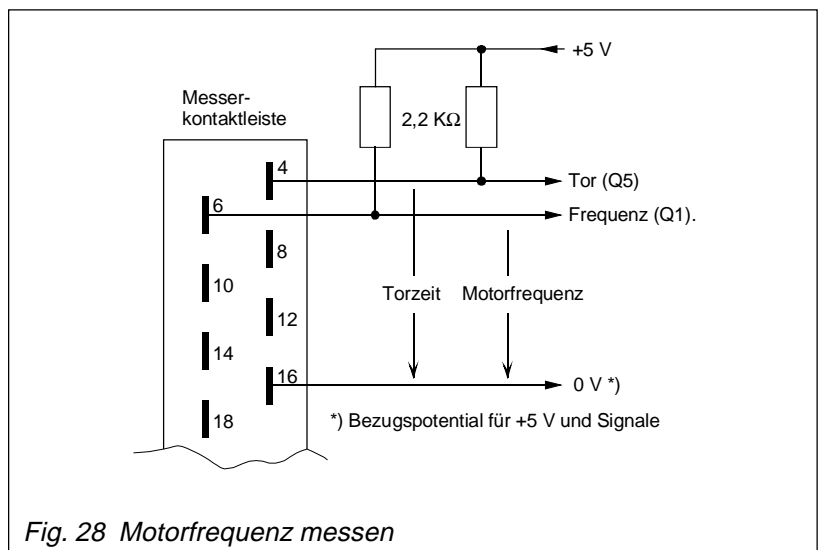 +5 V
Messer-
kontaktleiste
2,2 KΩ
4
Tor (Q5)
6
Frequenz (Q1).
8
10
Torzeit
Motorfrequenz
12
14
16
0 V *)
18
*) Bezugspotential für +5 V und Signale
Fig. 28 Motorfrequenz messen